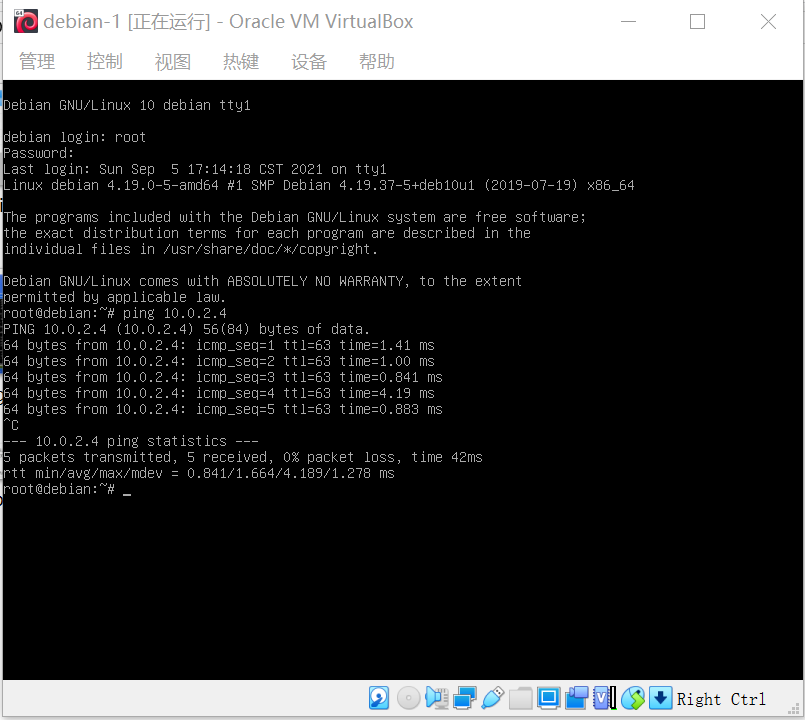 debian-1 [正在运行] - Oracle VM VirtualBox
管理 控制 视图 热键 设备 帮助
Debian GNU/Linux 10 debian tty1
debian login: root
Password:
Last login: Sun Sep  5 17:14:18 CST 2021 on tty1
Linux debian 4.19.0-5-amd64 #1 SMP Debian 4.19.37-5+deb10u1 (2019-07-19) x86_64
The programs included with the Debian GNU/Linux system are free software;
the exact distribution terms for each program are described in the
individual files in /usr/share/doc/*/copyright.
Debian GNU/Linux comes with ABSOLUTELY NO WARRANTY, to the extent
permitted by applicable law.
root@debian:~# ping 10.0.2.4
PING 10.0.2.4 (10.0.2.4) 56(84) bytes of data.
64 bytes from 10.0.2.4: icmp_seq=1 ttl=63 time=1.41 ms
64 bytes from 10.0.2.4: icmp_seq=2 ttl=63 time=1.00 ms
64 bytes from 10.0.2.4: icmp_seq=3 ttl=63 time=0.841 ms
64 bytes from 10.0.2.4: icmp_seq=4 ttl=63 time=4.19 ms
64 bytes from 10.0.2.4: icmp_seq=5 ttl=63 time=0.883 ms
^C
--- 10.0.2.4 ping statistics ---
5 packets transmitted, 5 received, 0% packet loss, time 42ms
rtt min/avg/max/mdev = 0.841/1.664/4.189/1.278 ms
root@debian:~# _
Right Ctrl